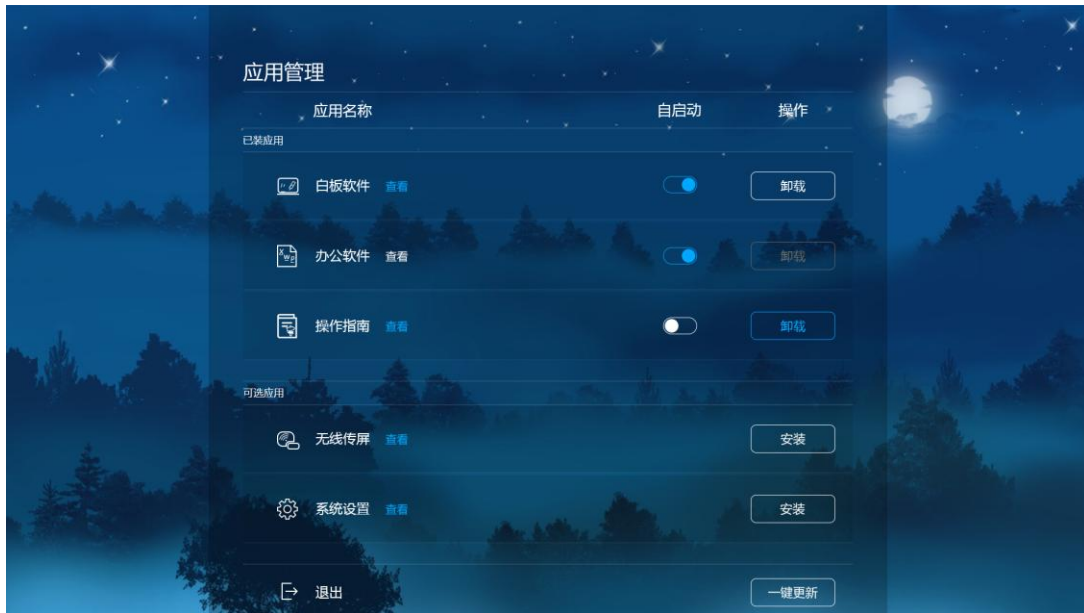 应用管理
应用名称 自启动 操作
已装应用
白板软件 查看 卸载
办公软件 查看 卸载
操作指南 查看 卸载
可选应用
无线传屏 查看 安装
系统设置 查看 安装
退出 一键更新